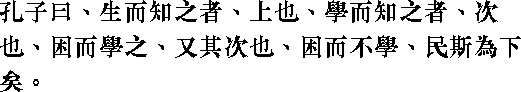 孔子曰、生而知之者、上也、學而知之者、次
也、困而學之、又其次也、困而不學、民斯為下
矣。